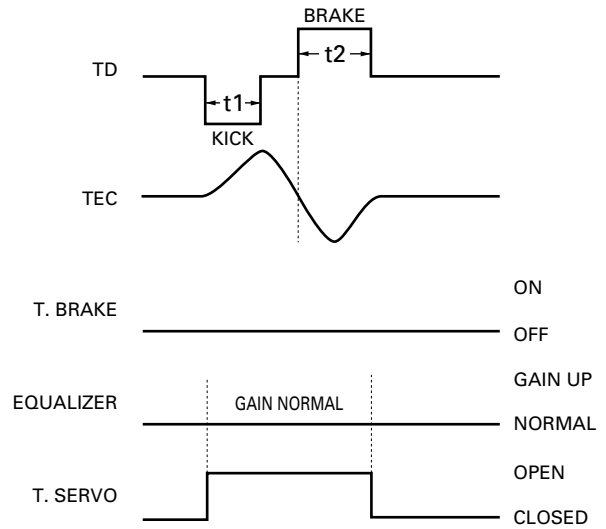 BRAKE
TD
t1
t2
KICK
TEC
T. BRAKE
ON
OFF
EQUALIZER
GAIN NORMAL
GAIN UP
NORMAL
T. SERVO
OPEN
CLOSED